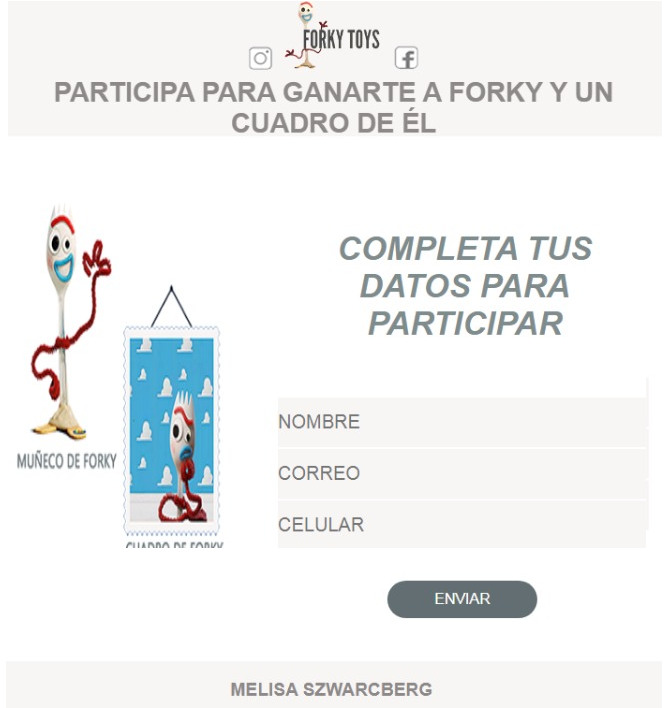 FORKY TOYS
PARTICIPA PARA GANARTE A FORKY Y UN
CUADRO DE ÉL
COMPLETA TUS
DATOS PARA
PARTICIPAR
MUÑECO DE FORKY
CUADRO DE FORKY
NOMBRE
CORREO
CELULAR
ENVIAR
MELISA SZWARCBERG